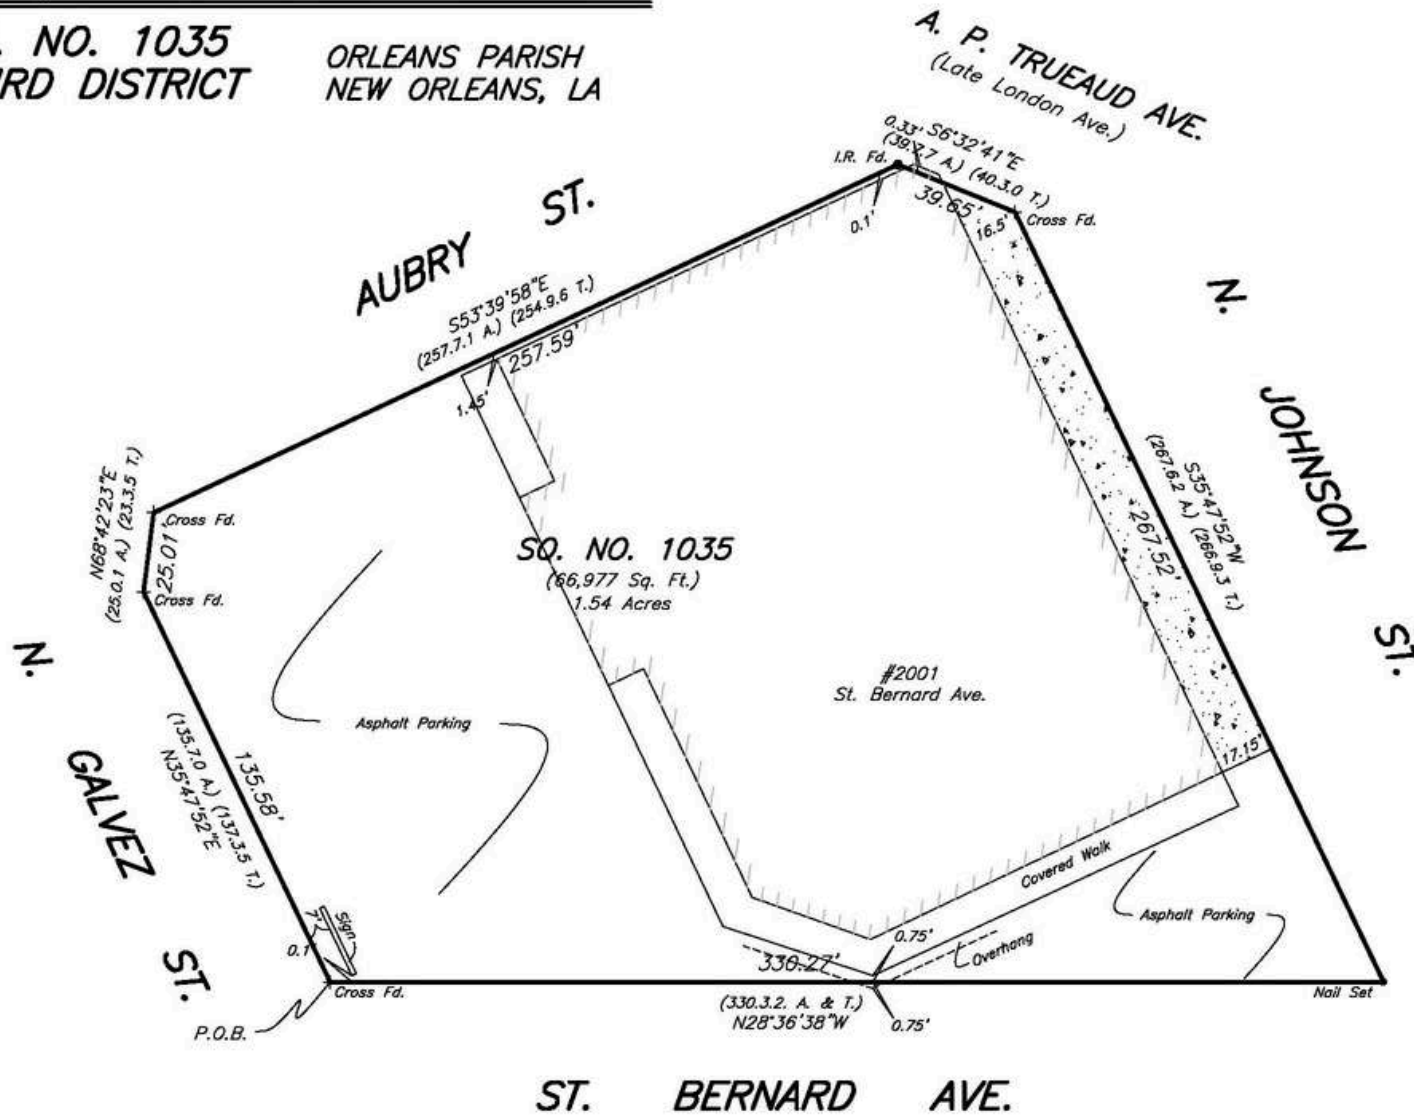 . NO. 1035
RD DISTRICT
ORLEANS PARISH
NEW ORLEANS, LA
A. P. TRUEAUD AVE.
(Late London Ave.)
AUBRY ST.
S53°39'58"E
(257.7.1 A.) (254.9.6 T.)
257.59'
1.45'
I.R. Fd.
0.1'
0.33'
S6°32'41"E
(39.7.7 A.) (40.3.0 T.)
39.65'
16.5'
Cross Fd.
N. JOHNSON ST.
S35°47'52"W
(267.6.2 A.) (266.9.3 T.)
267.52'
17.15'
N68°42'23"E
(25.0.1 A.) (23.3.5 T.)
25.01'
Cross Fd.
Cross Fd.
SQ. NO. 1035
(66,977 Sq. Ft.)
1.54 Acres
#2001
St. Bernard Ave.
Asphalt Parking
N. GALVEZ ST.
135.58'
(135.7.0 A.) (137.3.5 T.)
N35°47'52"E
7'
Sign
0.1'
Cross Fd.
P.O.B.
Covered Walk
Asphalt Parking
Overhang
0.75'
330.27'
(330.3.2. A. & T.)
N28°36'38"W
0.75'
Nail Set
ST. BERNARD AVE.